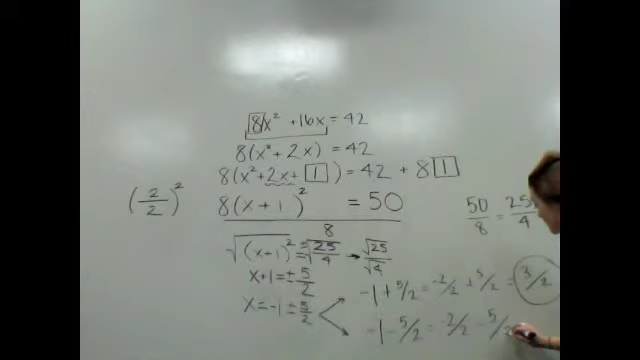 8x² + 16x = 42
8(x² + 2x) = 42
8(x² + 2x + 1) = 42 + 8 1
(2/2)²
8(x + 1)² = 50
8
50/8 = 25/4
√(x+1)² = ±√25/4 → √25/√4
x+1 = ± 5/2
x = -1 ± 5/2
-1 + 5/2 = -2/2 + 5/2 = 3/2
-1 - 5/2 = -2/2 - 5/2